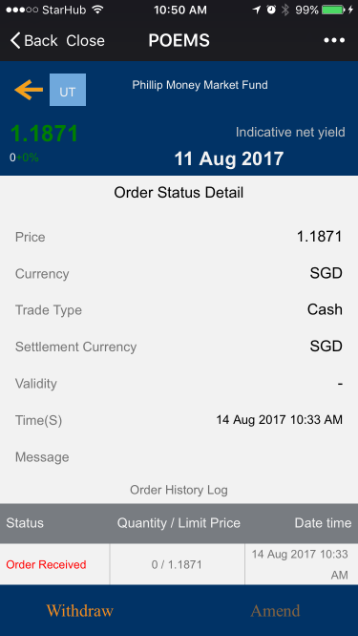 StarHub 10:50 AM 99%
Back Close POEMS
UT Phillip Money Market Fund
1.1871 Indicative net yield
0+0% 11 Aug 2017
Order Status Detail
Price 1.1871
Currency SGD
Trade Type Cash
Settlement Currency SGD
Validity -
Time(S) 14 Aug 2017 10:33 AM
Message
Order History Log
Status Quantity / Limit Price Date time
Order Received 0 / 1.1871 14 Aug 2017 10:33
AM
Withdraw Amend